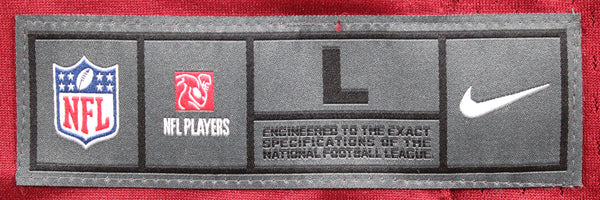 NFL
NFL PLAYERS
L
ENGINEERED TO THE EXACT
SPECIFICATIONS OF THE
NATIONAL FOOTBALL LEAGUE.